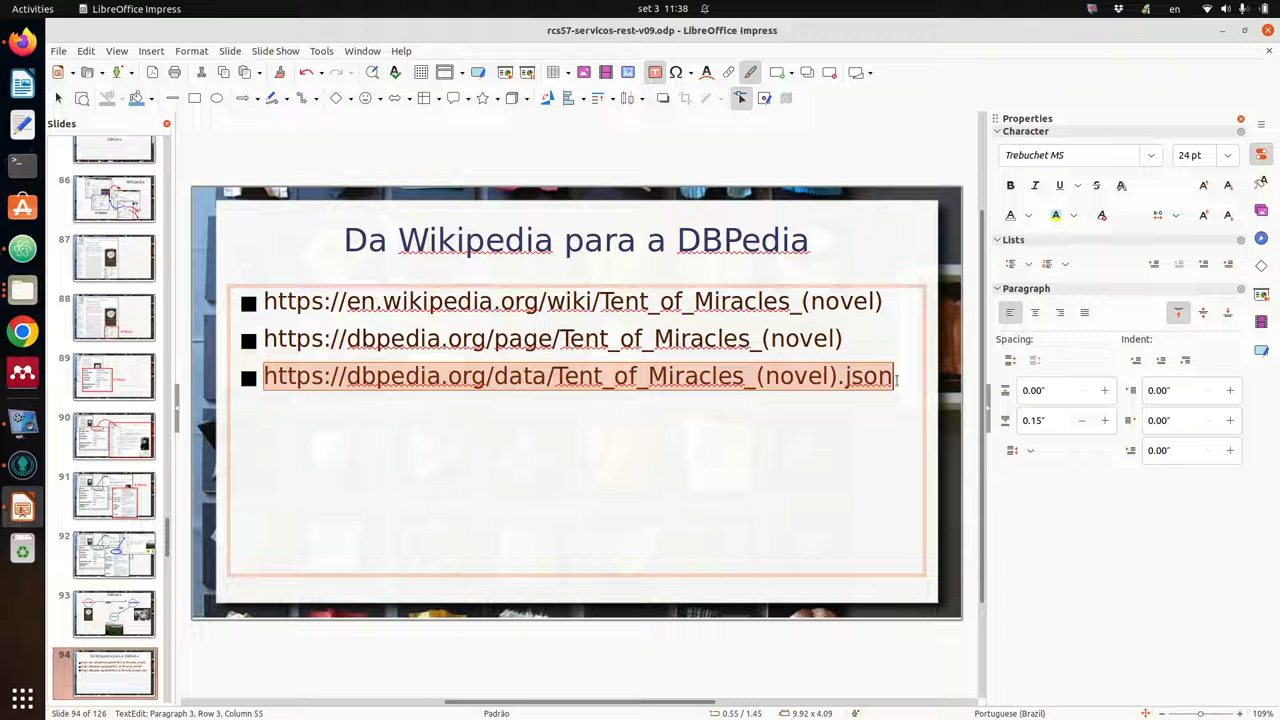 Activities
LibreOffice Impress
set 3 11:38
en
rcs57-servicos-rest-v09.odp - LibreOffice Impress
File Edit View Insert Format Slide Slide Show Tools Window Help
Slides
Properties
Character
Trebuchet MS
24 pt
Lists
Paragraph
Spacing:
Indent:
0.00"
0.00"
0.15"
0.00"
0.00"
86
87
88
89
90
91
92
93
94
Da Wikipedia para a DBPedia
https://en.wikipedia.org/wiki/Tent_of_Miracles_(novel)
https://dbpedia.org/page/Tent_of_Miracles_(novel)
https://dbpedia.org/data/Tent_of_Miracles_(novel).json
Slide 94 of 126
TextEdit: Paragraph 3, Row 3, Column 55
Padrão
0.55 / 1.45
9.92 x 4.09
Portuguese (Brazil)
109%